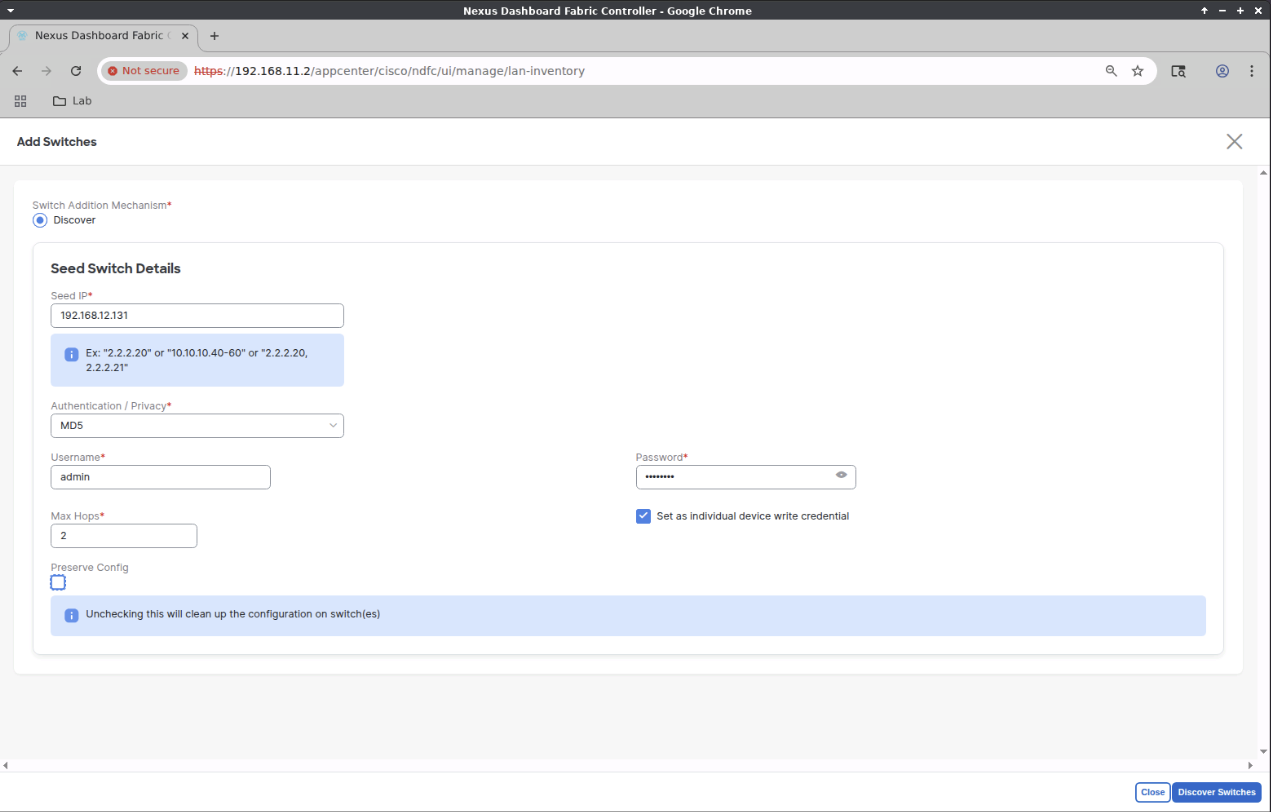 Nexus Dashboard Fabric Controller - Google Chrome
Nexus Dashboard Fabric
Not secure https://192.168.11.2/appcenter/cisco/ndfc/ui/manage/lan-inventory
Lab
Add Switches
Switch Addition Mechanism*
Discover
Seed Switch Details
Seed IP*
192.168.12.131
Ex: "2.2.2.20" or "10.10.10.40-60" or "2.2.2.20,
2.2.2.21"
Authentication / Privacy*
MD5
Username*
admin
Password*
••••••••
Max Hops*
2
Set as individual device write credential
Preserve Config
Unchecking this will clean up the configuration on switch(es)
Close
Discover Switches